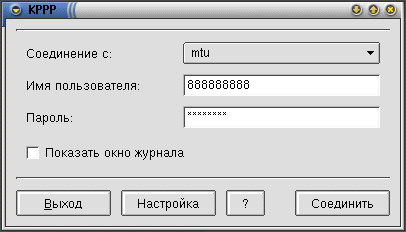 KPPP
Соединение с: mtu
Имя пользователя: 888888888
Пароль: ********
Показать окно журнала
Выход Настройка ? Соединить